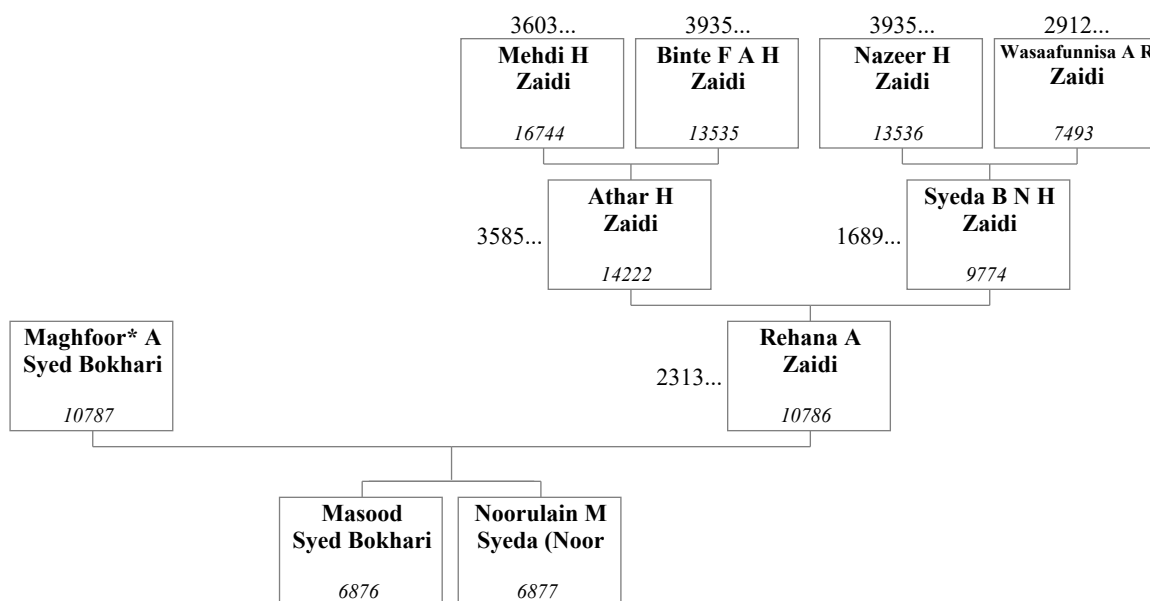 3603...
3935...
3935...
2912...
Mehdi H
Zaidi
16744
Binte F A H
Zaidi
13535
Nazeer H
Zaidi
13536
Wasaafunnisa A R
Zaidi
7493
3585...
Athar H
Zaidi
14222
1689...
Syeda B N H
Zaidi
9774
Maghfoor* A
Syed Bokhari
10787
2313...
Rehana A
Zaidi
10786
Masood
Syed Bokhari
6876
Noorulain M
Syeda (Noor
6877